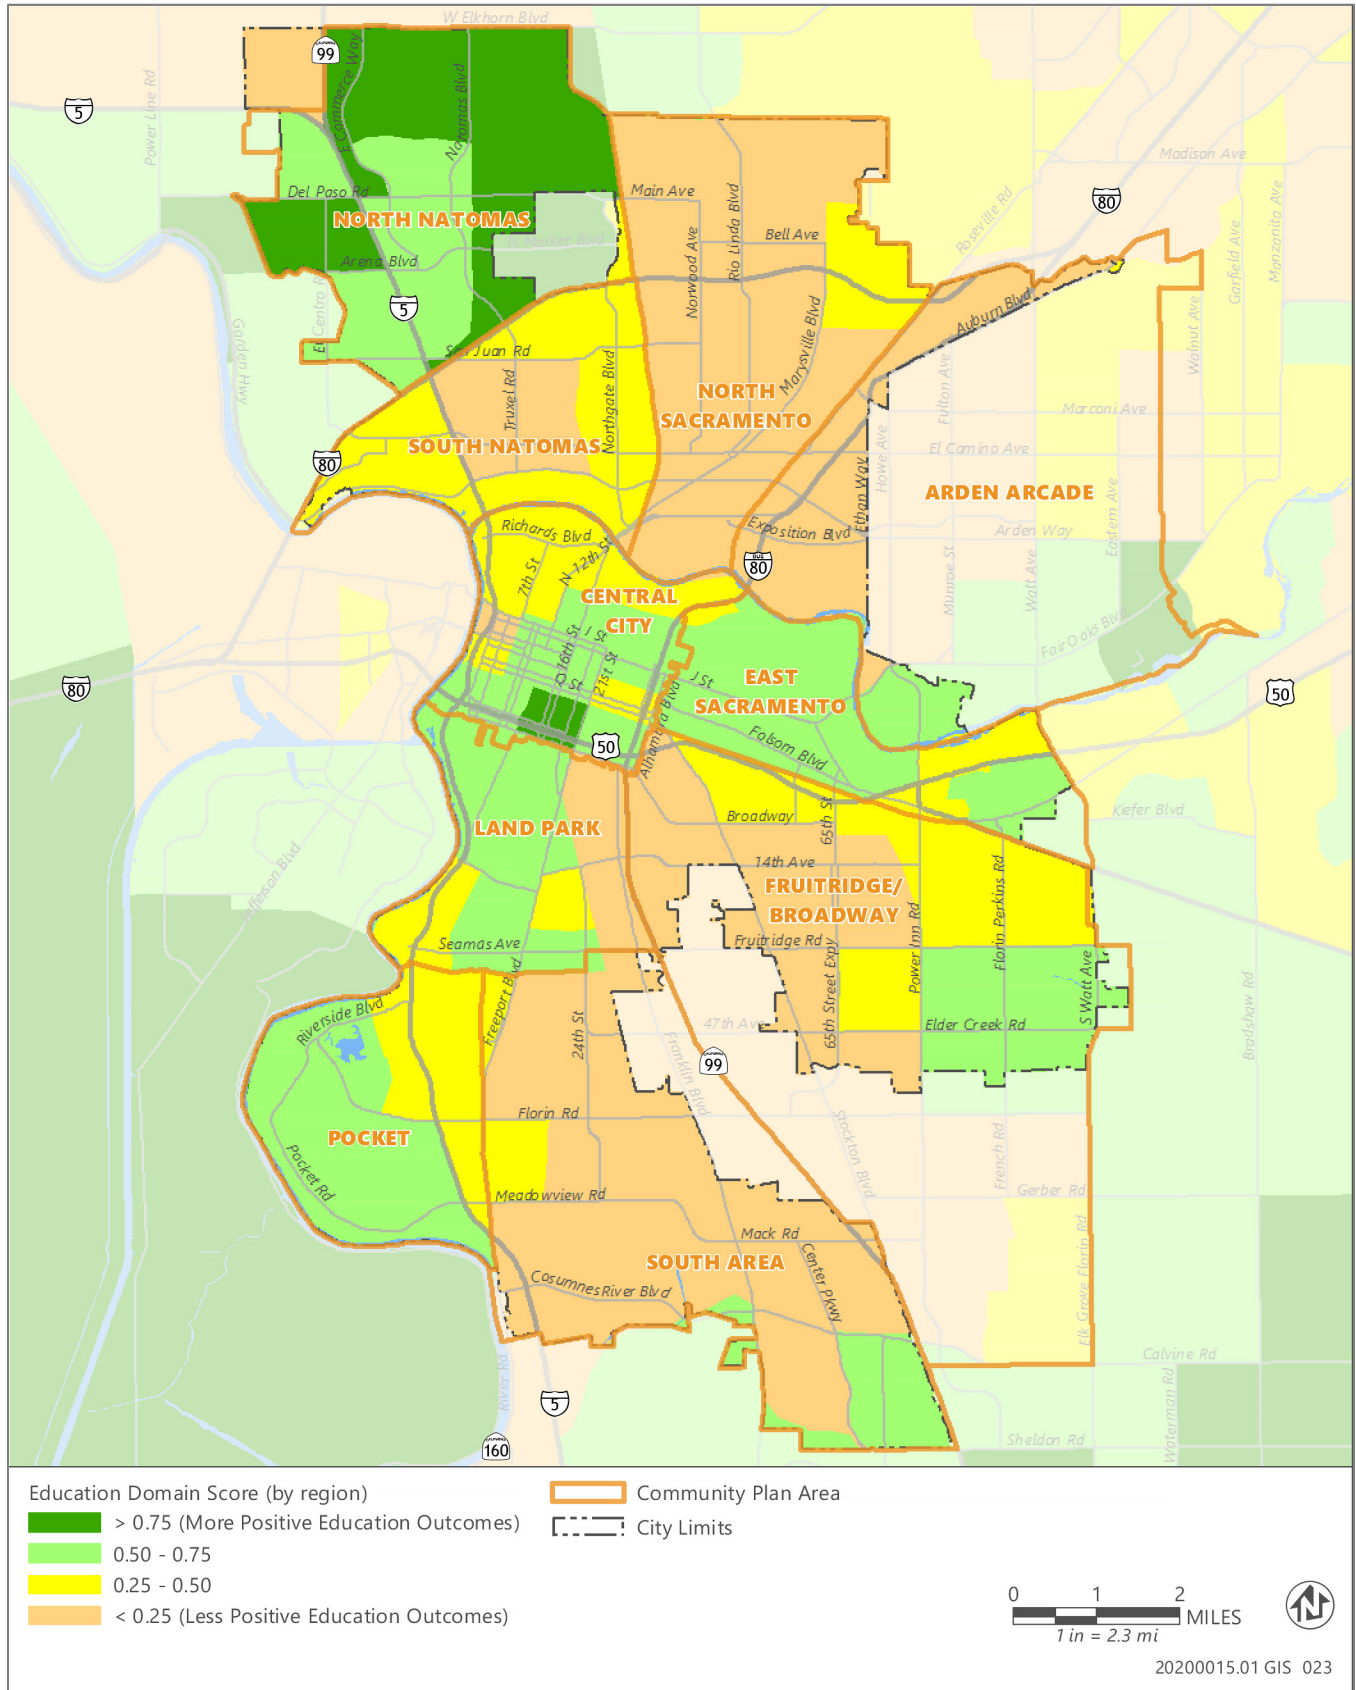 W Elkhorn Blvd
CALIFORNIA
99
5
Power Line Rd
E Commerce Way
Natomas Blvd
Madison Ave
Del Paso Rd
Main Ave
Rio Linda Blvd
80
Roseville Rd
Manzanita Ave
Garfield Ave
NORTH NATOMAS
N Market Blvd
Bell Ave
Norwood Ave
Arena Blvd
El Centro R
5
Garden Hwy
Auburn Blvd
Marysville Blvd
Walnut Ave
San Juan Rd
Truxel Rd
Northgate Blvd
Fulton Ave
NORTH
SACRAMENTO
Marconi Ave
SOUTH NATOMAS
El Camino Ave
80
Howe Ave
Ethan Way
ARDEN ARCADE
Eastern Ave
Richards Blvd
Exposition Blvd
Arden Way
7th St
N 12th St
BUS
80
Munroe St
Watt Ave
CENTRAL
CITY
I St
16th St
Fair Oaks Blv
Q St
21st St
J St
EAST
SACRAMENTO
80
50
Alhambra Blvd
50
Folsom Blvd
LAND PARK
Broadway
65th St
Kiefer Blvd
14th Ave
Jefferson Blvd
FRUITRIDGE/
BROADWAY
Florin Perkins Rd
Power Inn Rd
Seamas Ave
Fruitridge Rd
Freeport Blvd
65th Street Expy
S Watt Ave
Bradshaw Rd
Riverside Blvd
24th St
47th Ave
Elder Creek Rd
Franklin Blvd
CALIFORNIA
99
Florin Rd
Stockton Blvd
French Rd
POCKET
Pocket Rd
Meadowview Rd
Gerber Rd
Mack Rd
SOUTH AREA
Center Pkwy
Cosumnes River Blvd
Elk Grove Florin Rd
River Rd
Calvine Rd
Waterman Rd
5
CALIFORNIA
160
Sheldon Rd
Education Domain Score (by region)
> 0.75 (More Positive Education Outcomes)
0.50 - 0.75
0.25 - 0.50
< 0.25 (Less Positive Education Outcomes)
Community Plan Area
City Limits
0 1 2
MILES
1 in = 2.3 mi
N
20200015.01 GIS 023